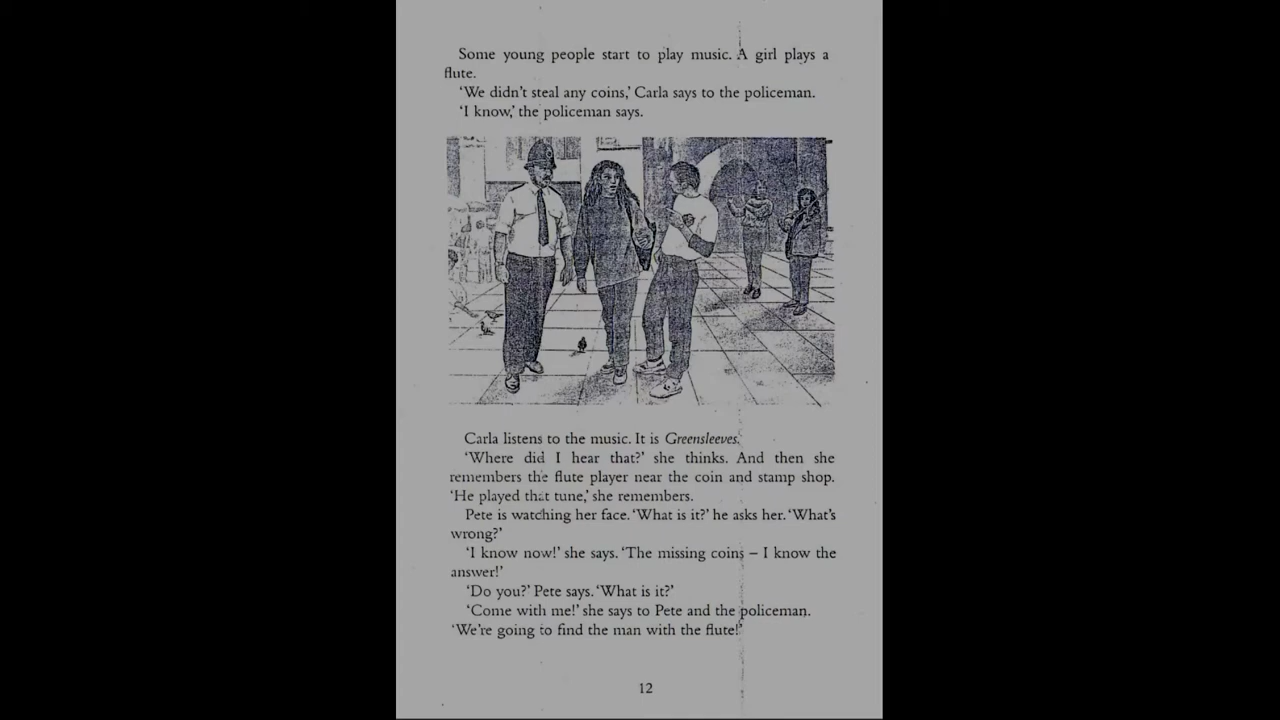 Some young people start to play music. A girl plays a
flute.
‘We didn’t steal any coins,’ Carla says to the policeman.
‘I know,’ the policeman says.
Carla listens to the music. It is Greensleeves.
‘Where did I hear that?’ she thinks. And then she
remembers the flute player near the coin and stamp shop.
‘He played that tune,’ she remembers.
Pete is watching her face. ‘What is it?’ he asks her. ‘What’s
wrong?’
‘I know now!’ she says. ‘The missing coins – I know the
answer!’
‘Do you?’ Pete says. ‘What is it?’
‘Come with me!’ she says to Pete and the policeman.
‘We’re going to find the man with the flute!’
12